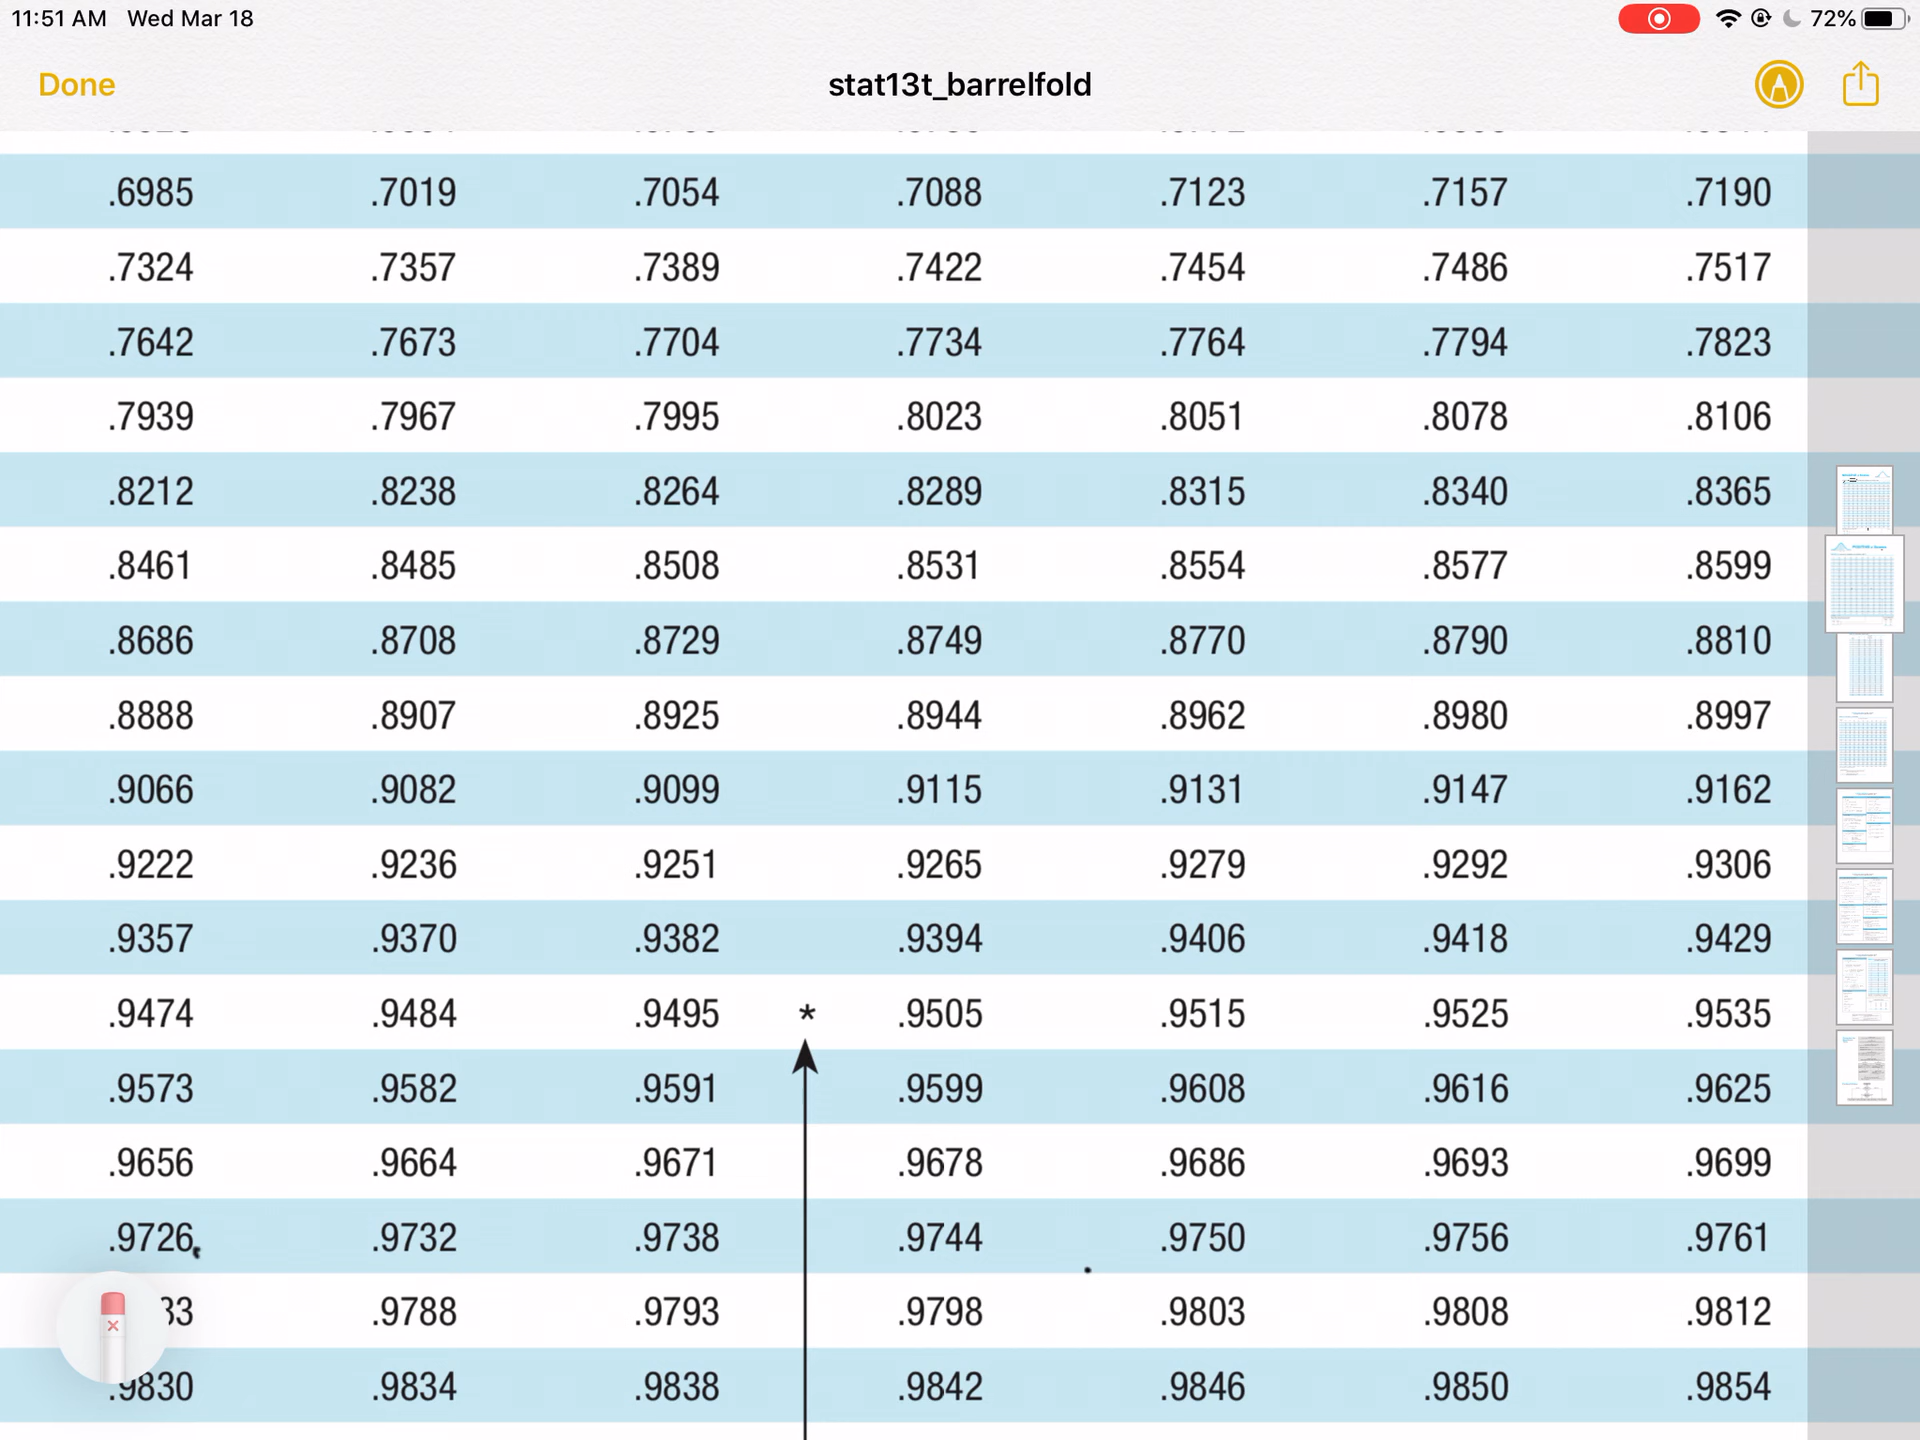 11:51 AM Wed Mar 18 72%
Done stat13t_barrelfold
.6985 .7019 .7054 .7088 .7123 .7157 .7190
.7324 .7357 .7389 .7422 .7454 .7486 .7517
.7642 .7673 .7704 .7734 .7764 .7794 .7823
.7939 .7967 .7995 .8023 .8051 .8078 .8106
.8212 .8238 .8264 .8289 .8315 .8340 .8365
.8461 .8485 .8508 .8531 .8554 .8577 .8599
.8686 .8708 .8729 .8749 .8770 .8790 .8810
.8888 .8907 .8925 .8944 .8962 .8980 .8997
.9066 .9082 .9099 .9115 .9131 .9147 .9162
.9222 .9236 .9251 .9265 .9279 .9292 .9306
.9357 .9370 .9382 .9394 .9406 .9418 .9429
.9474 .9484 .9495 * .9505 .9515 .9525 .9535
.9573 .9582 .9591 .9599 .9608 .9616 .9625
.9656 .9664 .9671 .9678 .9686 .9693 .9699
.9726 .9732 .9738 .9744 .9750 .9756 .9761
.9788 .9793 .9798 .9803 .9808 .9812
.9830 .9834 .9838 .9842 .9846 .9850 .9854